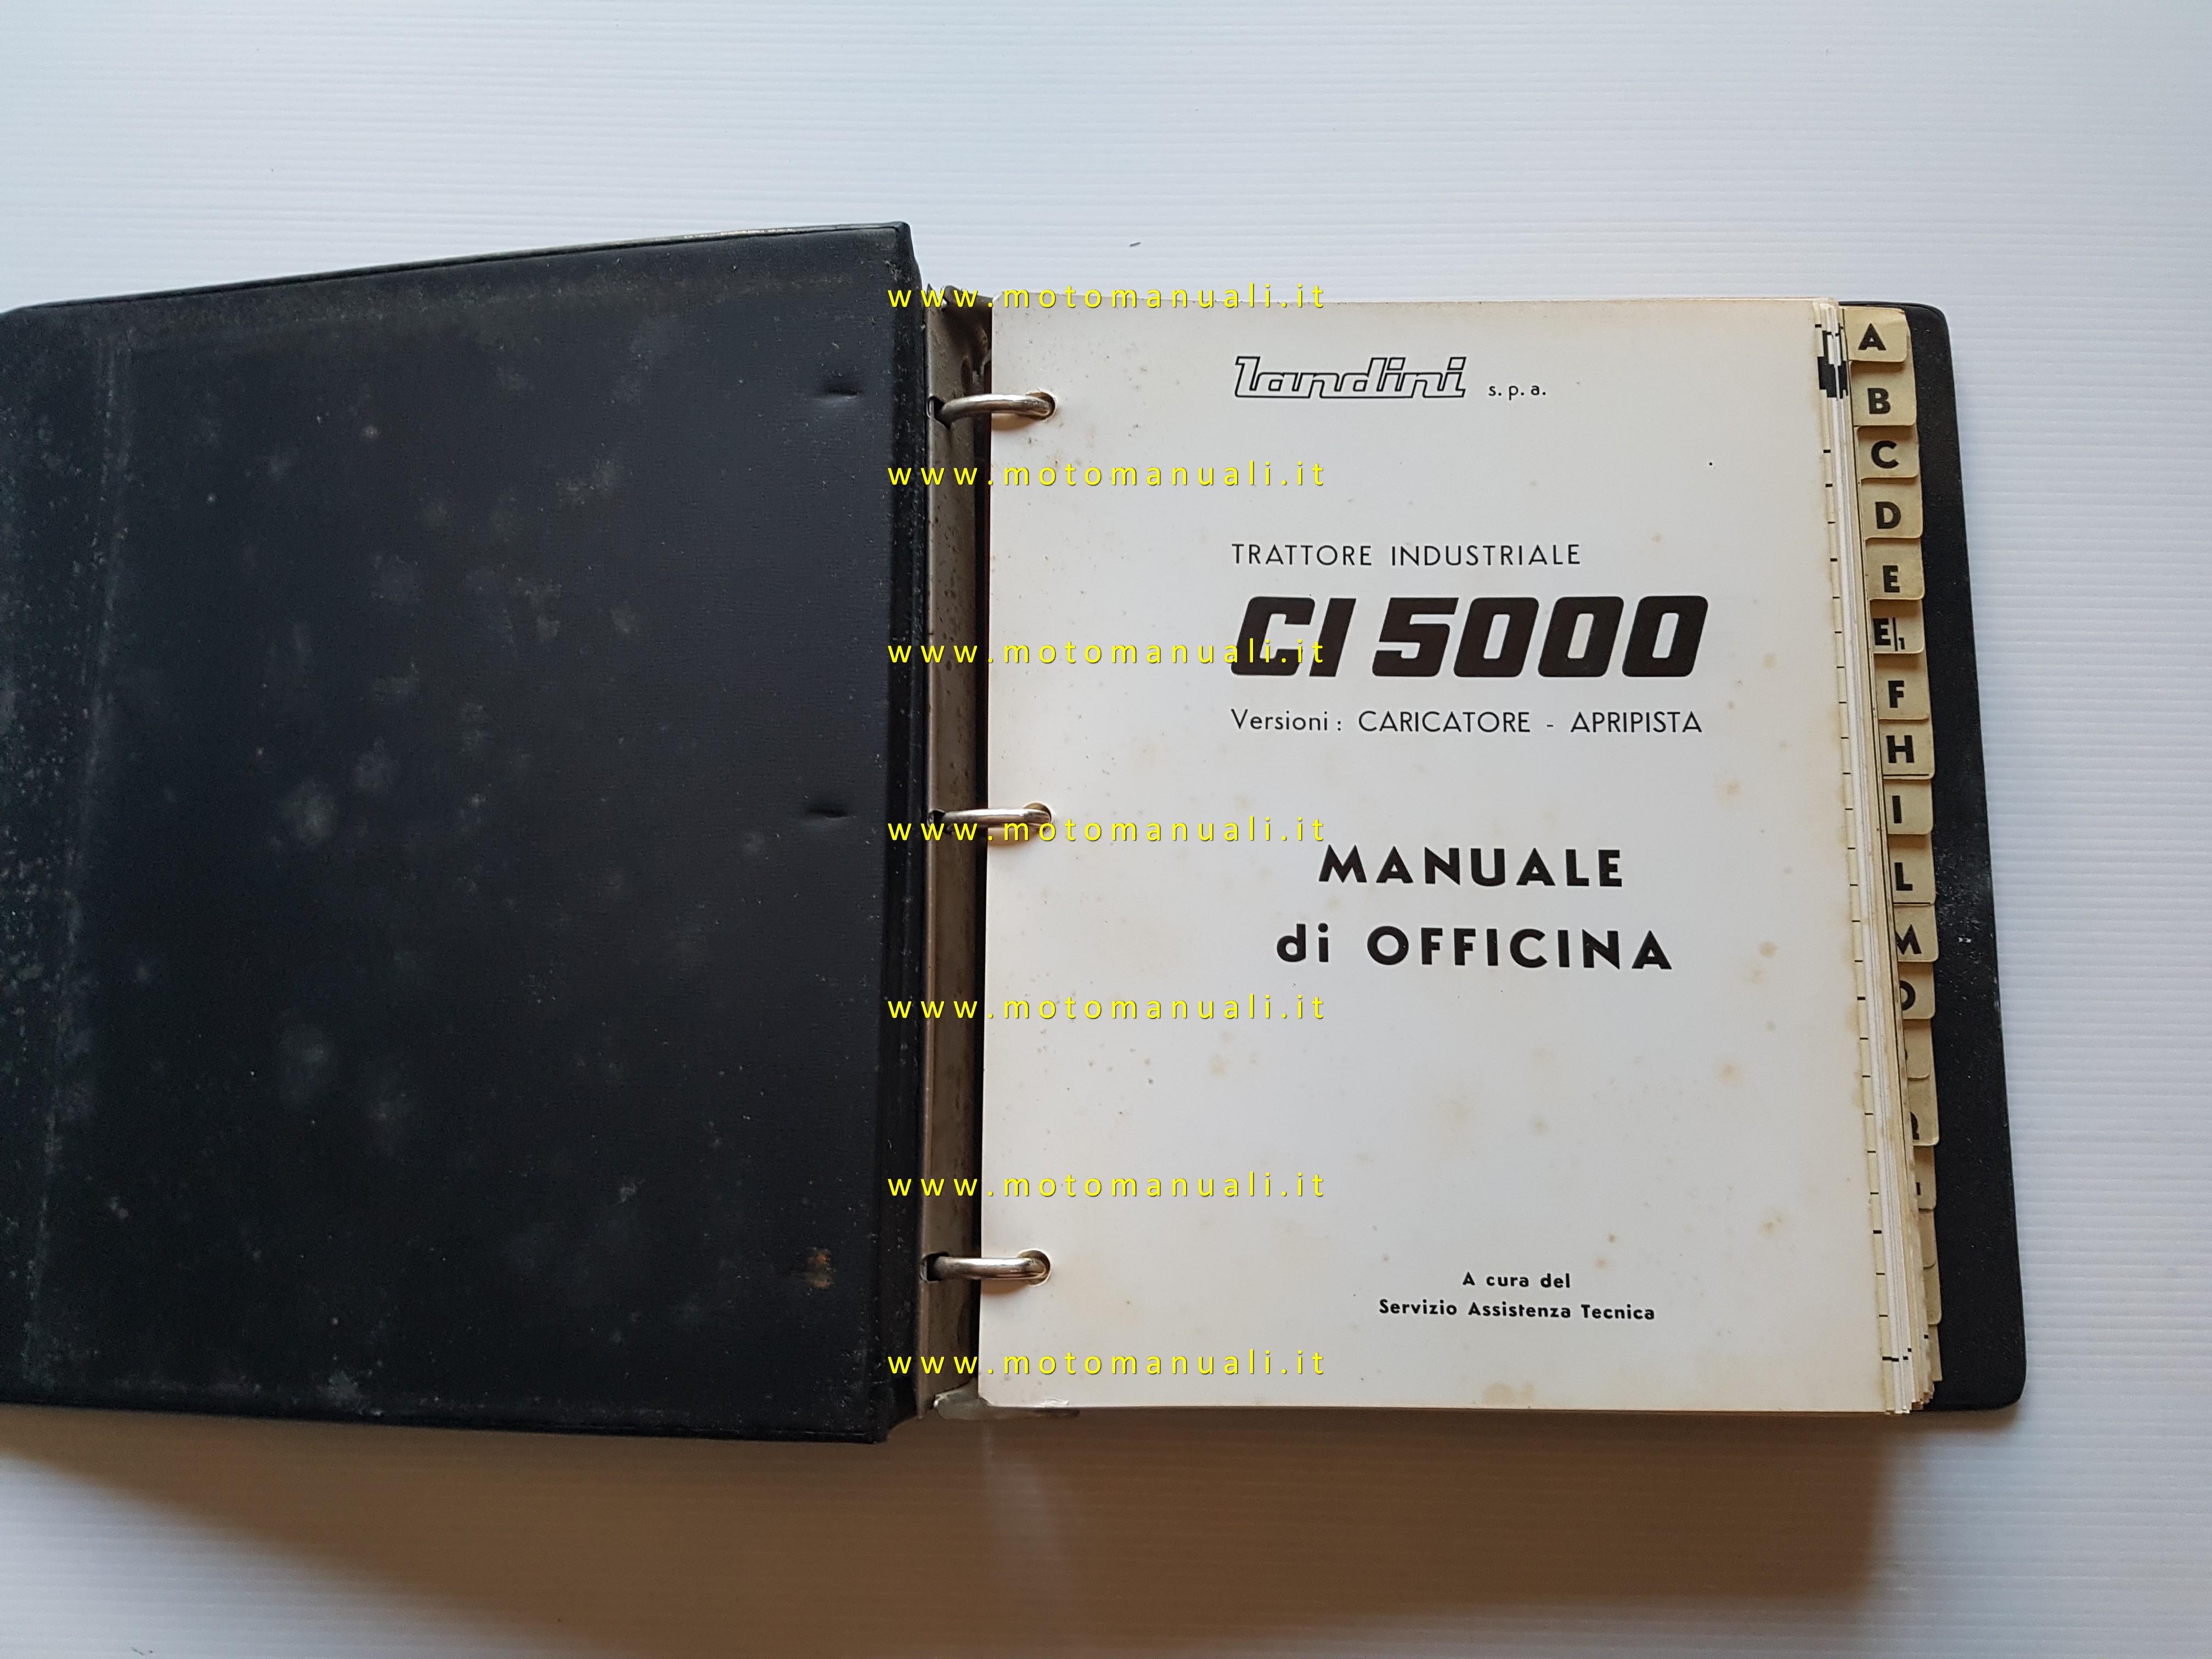 landini s.p.a.
TRATTORE INDUSTRIALE
CI 5000
Versioni: CARICATORE - APRIPISTA
MANUALE
di OFFICINA
A cura del
Servizio Assistenza Tecnica
A
B
C
D
E
E|1
F
H
I
L
M
O
www.motomanuali.it
www.motomanuali.it
www.motomanuali.it
www.motomanuali.it
www.motomanuali.it
www.motomanuali.it
www.motomanuali.it